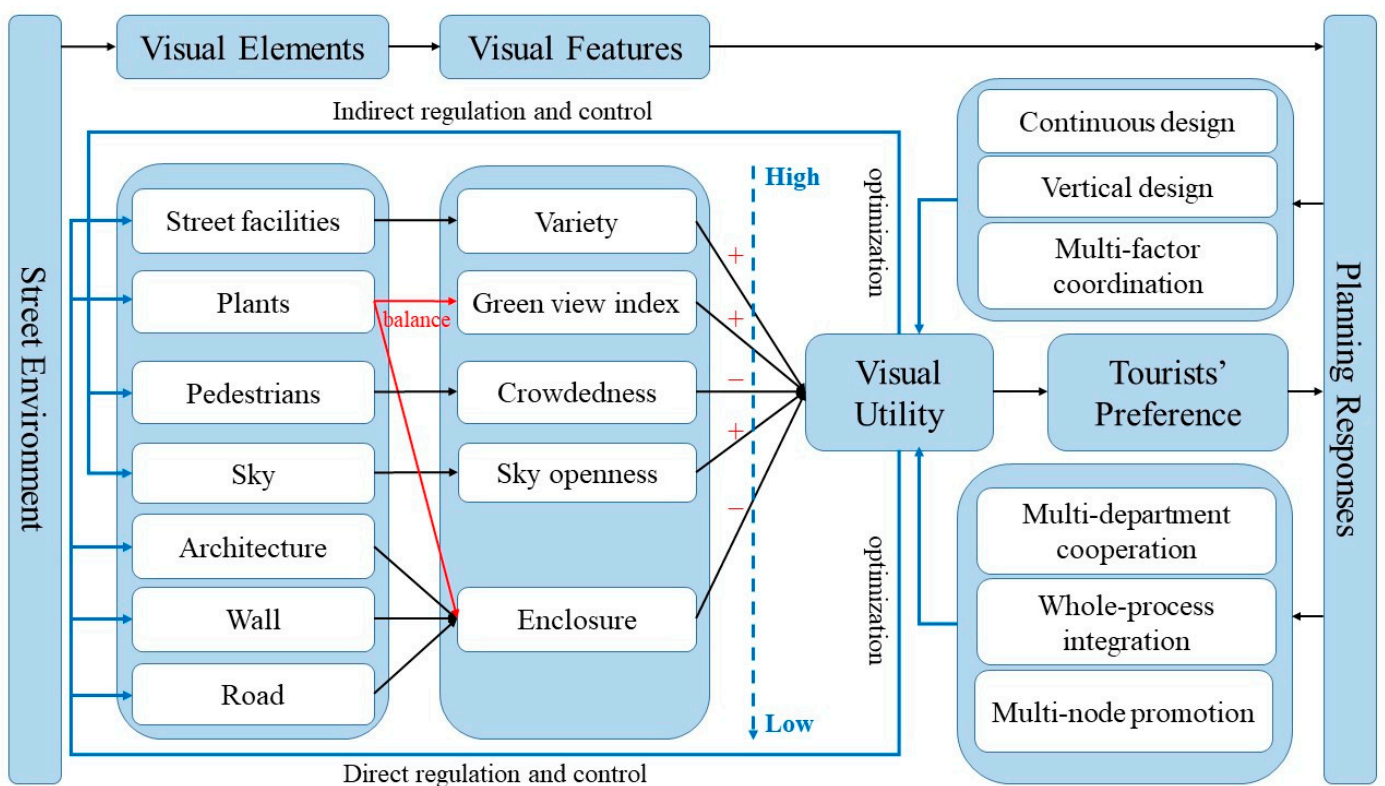 Street Environment
Visual Elements
Visual Features
Indirect regulation and control
Street facilities
Plants
Pedestrians
Sky
Architecture
Wall
Road
balance
Variety
Green view index
Crowdedness
Sky openness
Enclosure
+
+
−
+
−
High
Low
optimization
optimization
Direct regulation and control
Visual
Utility
Tourists’
Preference
Continuous design
Vertical design
Multi-factor
coordination
Multi-department
cooperation
Whole-process
integration
Multi-node promotion
Planning Responses